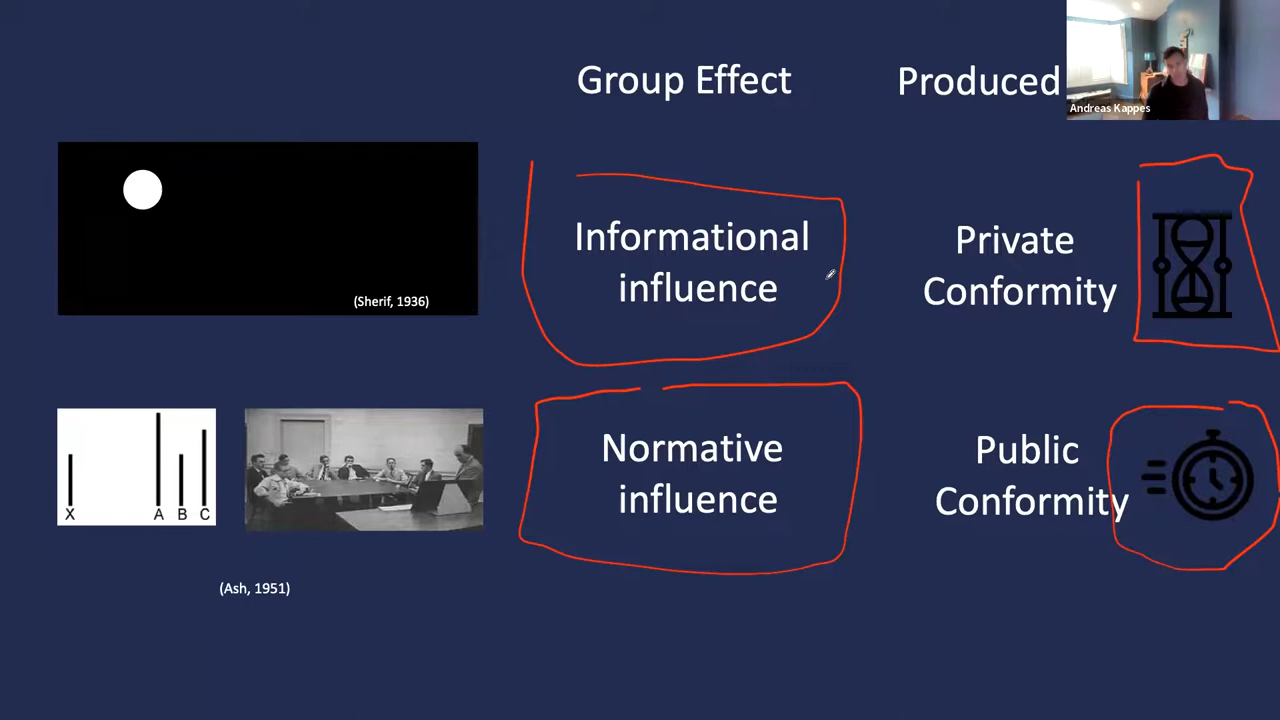 Group Effect
Produced
Andreas Kappes
Informational
influence
Private
Conformity
(Sherif, 1936)
Normative
influence
Public
Conformity
X A B C
(Ash, 1951)